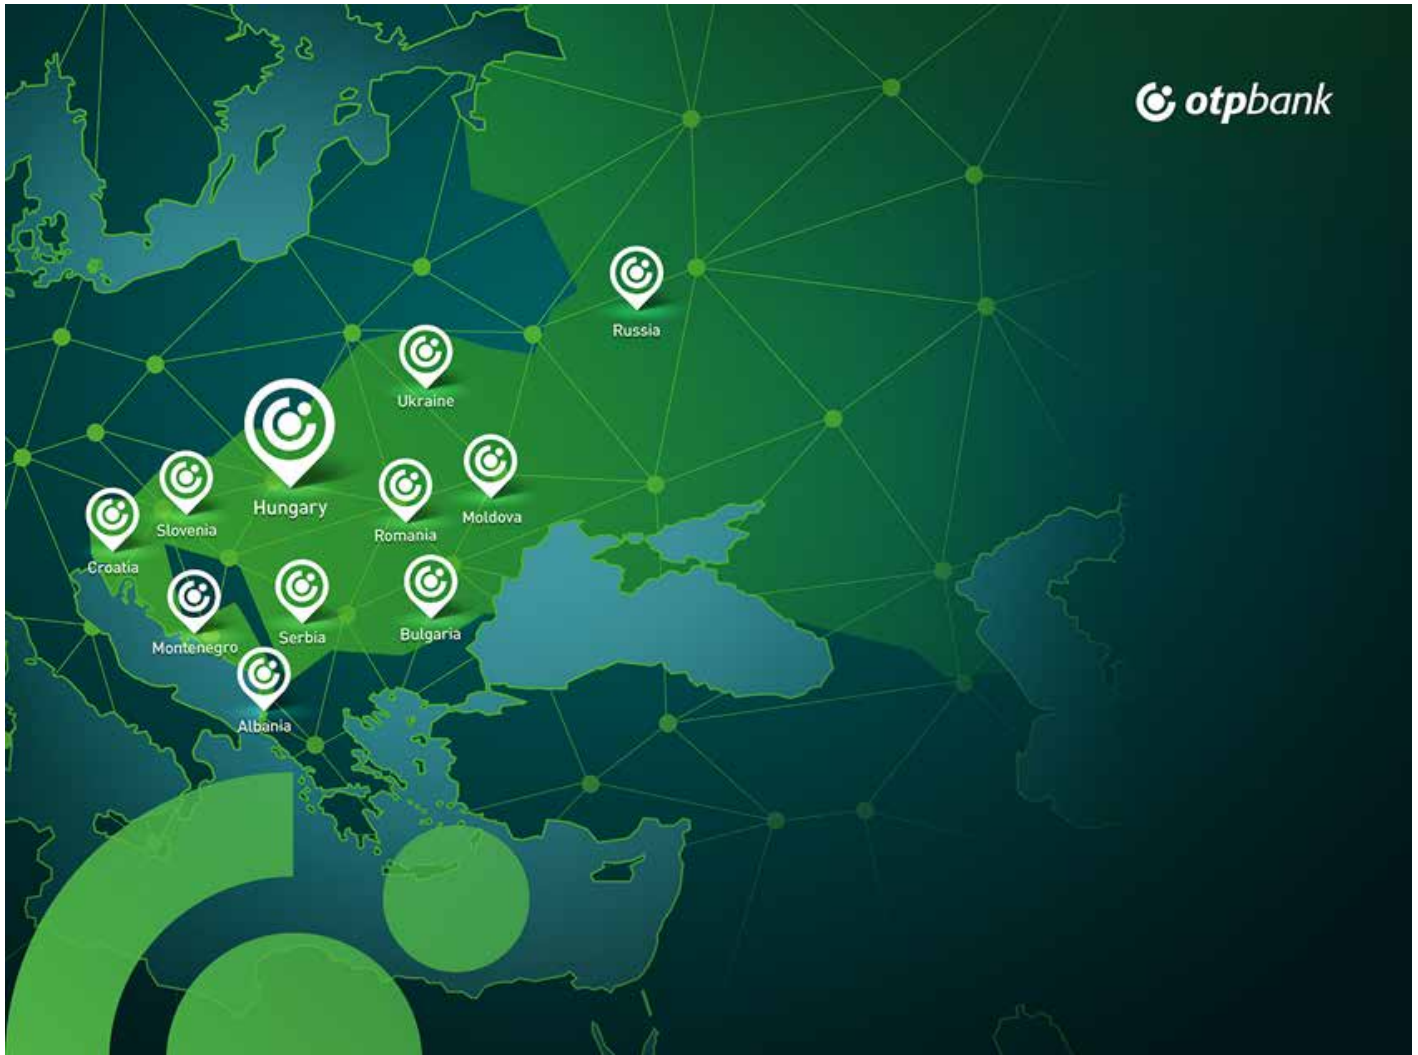 otpbank
Russia
Ukraine
Hungary
Moldova
Slovenia
Romania
Croatia
Bulgaria
Serbia
Montenegro
Albania